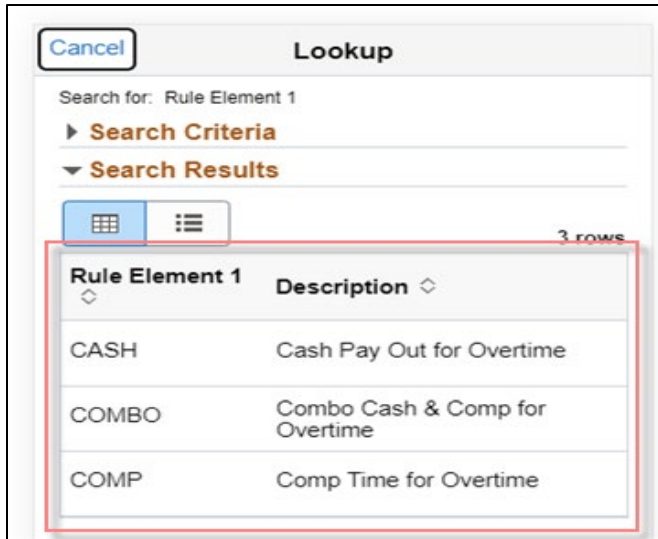 Cancel Lookup
Search for: Rule Element 1
Search Criteria
Search Results
3 rows
Rule Element 1 Description
CASH Cash Pay Out for Overtime
COMBO Combo Cash & Comp for
Overtime
COMP Comp Time for Overtime